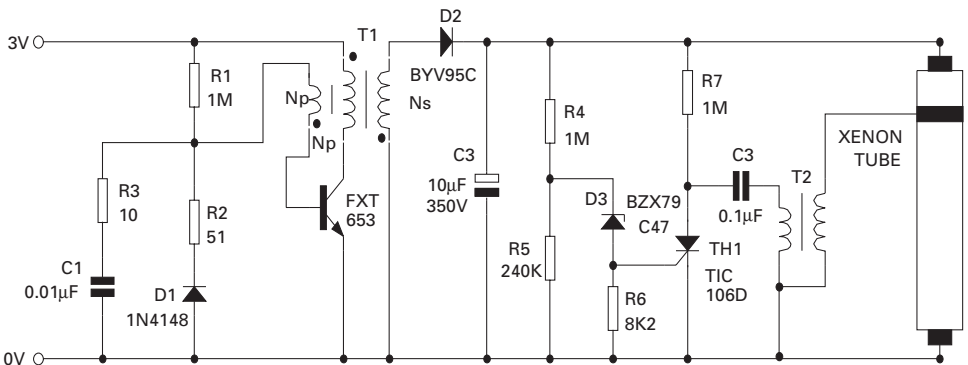 3V
R1
1M
R3
10
C1
0.01µF
R2
51
D1
1N4148
0V
Np
Np
T1
Ns
FXT
653
D2
BYV95C
C3
10µF
350V
R4
1M
R5
240K
D3
BZX79
C47
R6
8K2
R7
1M
TH1
TIC
106D
C3
0.1µF
T2
XENON
TUBE